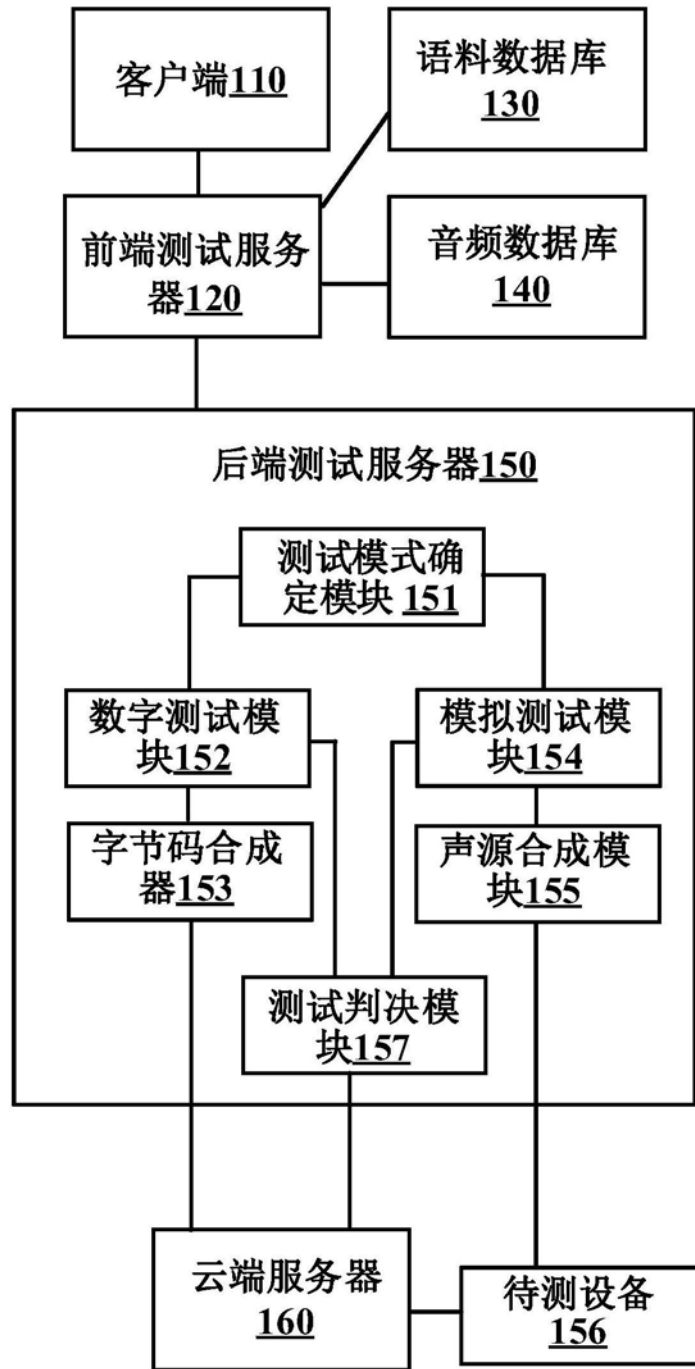 客户端110
语料数据库
130
前端测试服务
器120
音频数据库
140
后端测试服务器150
测试模式确
定模块 151
数字测试模
块152
模拟测试模
块154
字节码合成
器153
声源合成模
块155
测试判决模
块157
云端服务器
160
待测设备
156